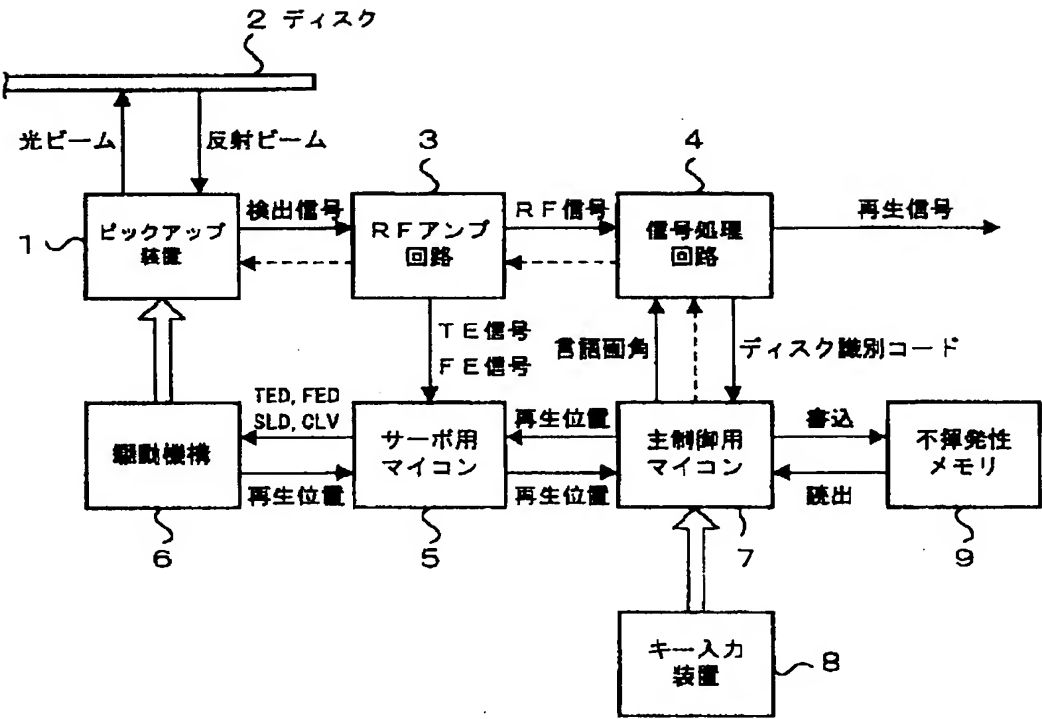 2 ディスク
光ビーム
反射ビーム
3
4
検出信号
RF信号
再生信号
1
ピックアップ
装置
RFアンプ
回路
信号処理
回路
TE信号
FE信号
言語画角
ディスク識別コード
TED, FED
SLD, CLV
再生位置
書込
駆動機構
サーボ用
マイコン
主制御用
マイコン
不揮発性
メモリ
再生位置
再生位置
読出
6
5
7
9
キー入力
装置
8